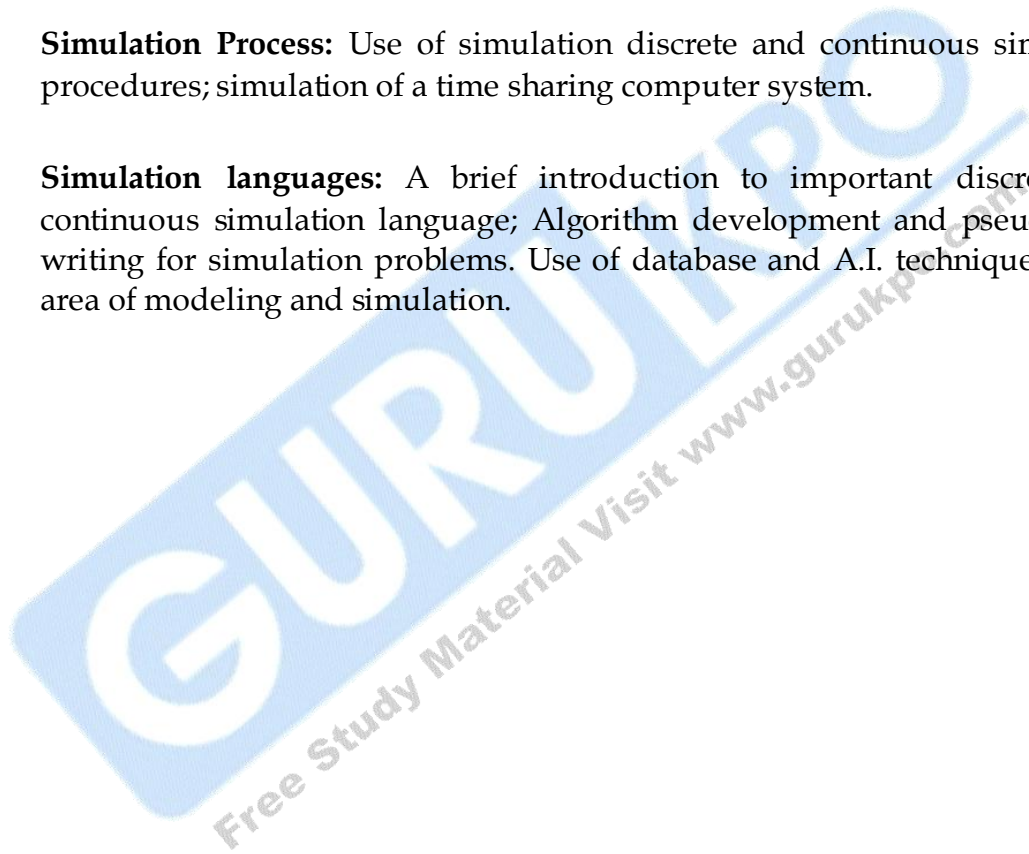 Simulation Process: Use of simulation discrete and continuous sim
procedures; simulation of a time sharing computer system.
Simulation languages: A brief introduction to important discre
continuous simulation language; Algorithm development and pseu
writing for simulation problems. Use of database and A.I. technique
area of modeling and simulation.
GURUKPO
Free Study Material Visit www.gurukpo.com